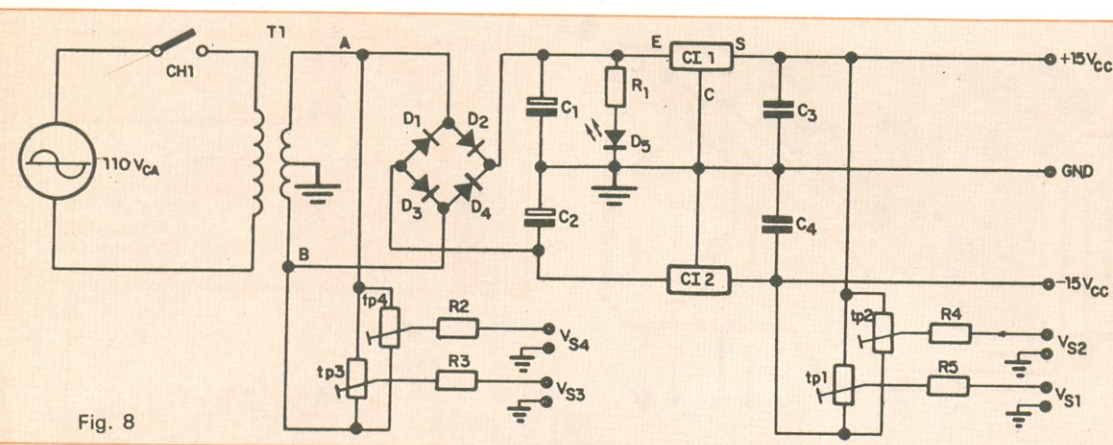 T1
CH1
110 VCA
A
B
D1
D2
D3
D4
C1
C2
R1
D5
E
CI 1
S
C
CI 2
C3
C4
+15Vcc
GND
-15Vcc
tp4
R2
VS4
tp3
R3
VS3
tp2
R4
VS2
tp1
R5
VS1
Fig. 8